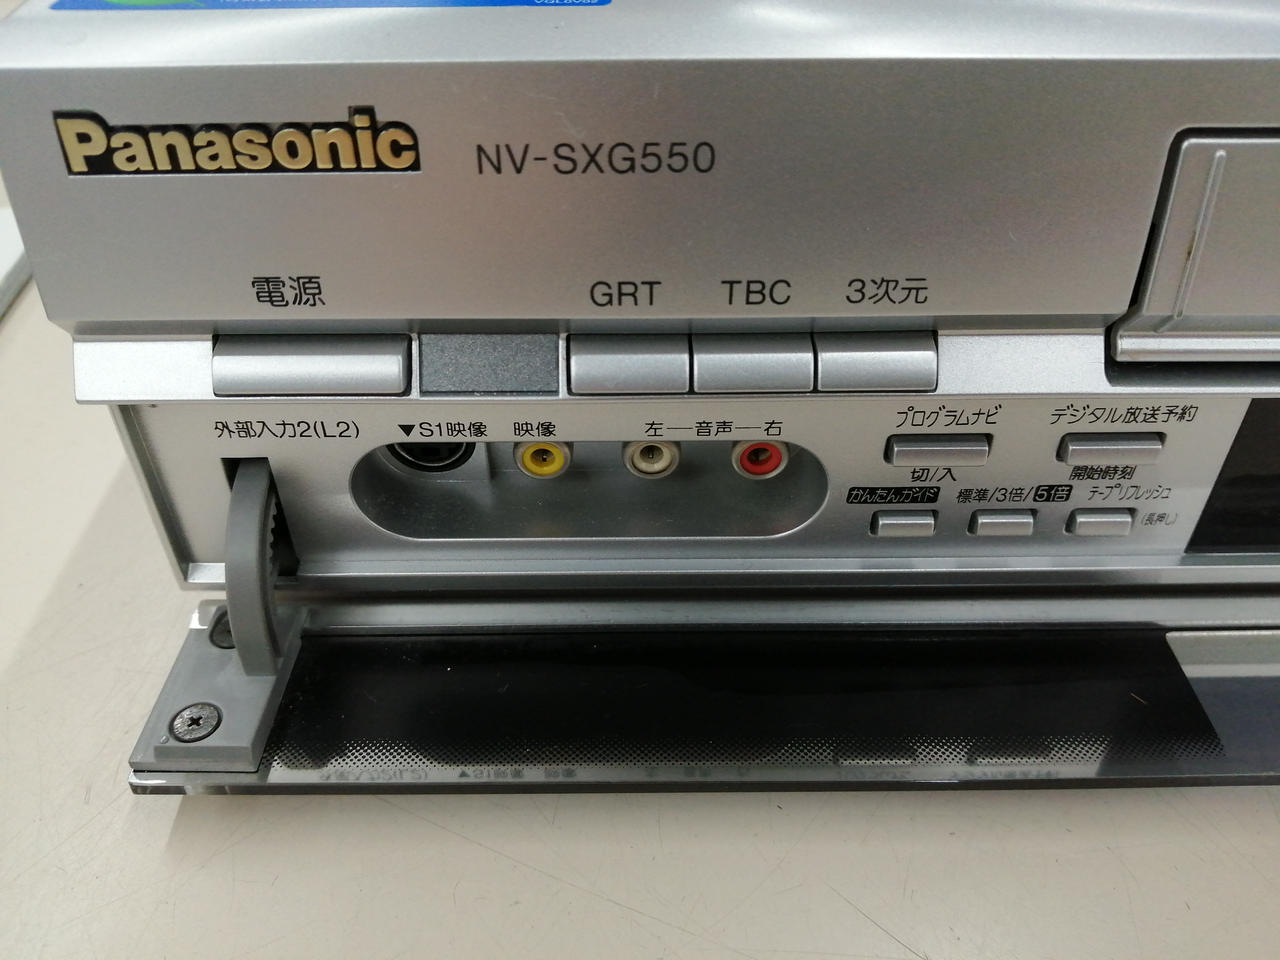 Panasonic
NV-SXG550
電源
GRT
TBC
3次元
外部入力2(L2)
▼S1映像
映像
左―音声―右
プログラムナビ
デジタル放送予約
切/入
開始時刻
かんたんガイド
標準/3倍/5倍
テープリフレッシュ
(長押し)